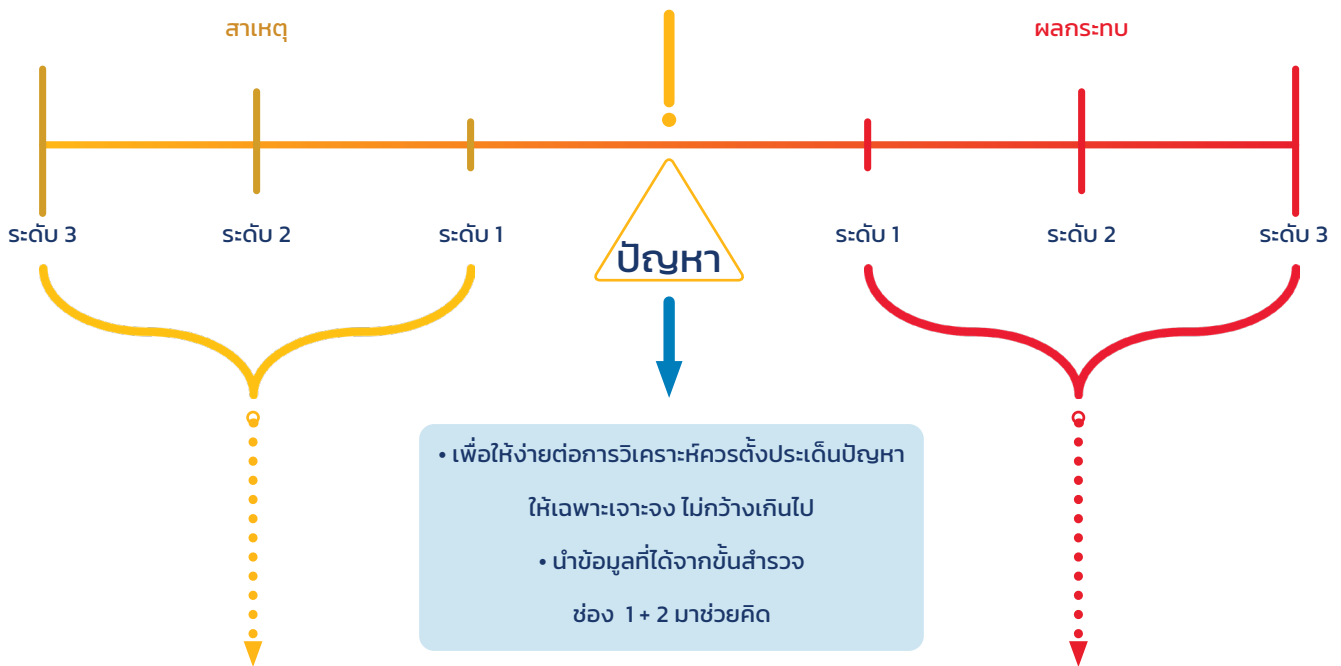 สาเหตุ
ผลกระทบ
ระดับ 3
ระดับ 2
ระดับ 1
ปัญหา
ระดับ 1
ระดับ 2
ระดับ 3
• เพื่อให้ง่ายต่อการวิเคราะห์ควรตั้งประเด็นปัญหา
ให้เฉพาะเจาะจง ไม่กว้างเกินไป
• นำข้อมูลที่ได้จากขั้นสำรวจ
ช่อง 1 + 2 มาช่วยคิด